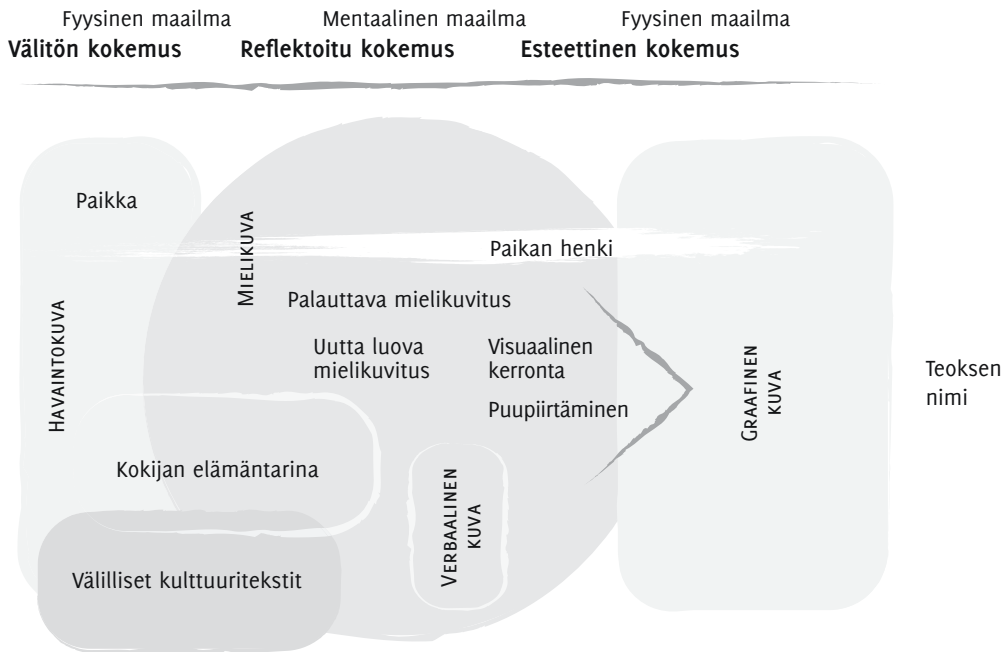 Fyysinen maailma
Välitön kokemus
Mentaalinen maailma
Reflektoitu kokemus
Fyysinen maailma
Esteettinen kokemus
Paikka
Havaintokuva
Mielikuva
Paikan henki
Palauttava mielikuvitus
Uutta luova
mielikuvitus
Visuaalinen
kerronta
Puupiirtäminen
Kokijan elämäntarina
Välilliset kulttuuritekstit
Verbaalinen
kuva
Graafinen
kuva
Teoksen
nimi